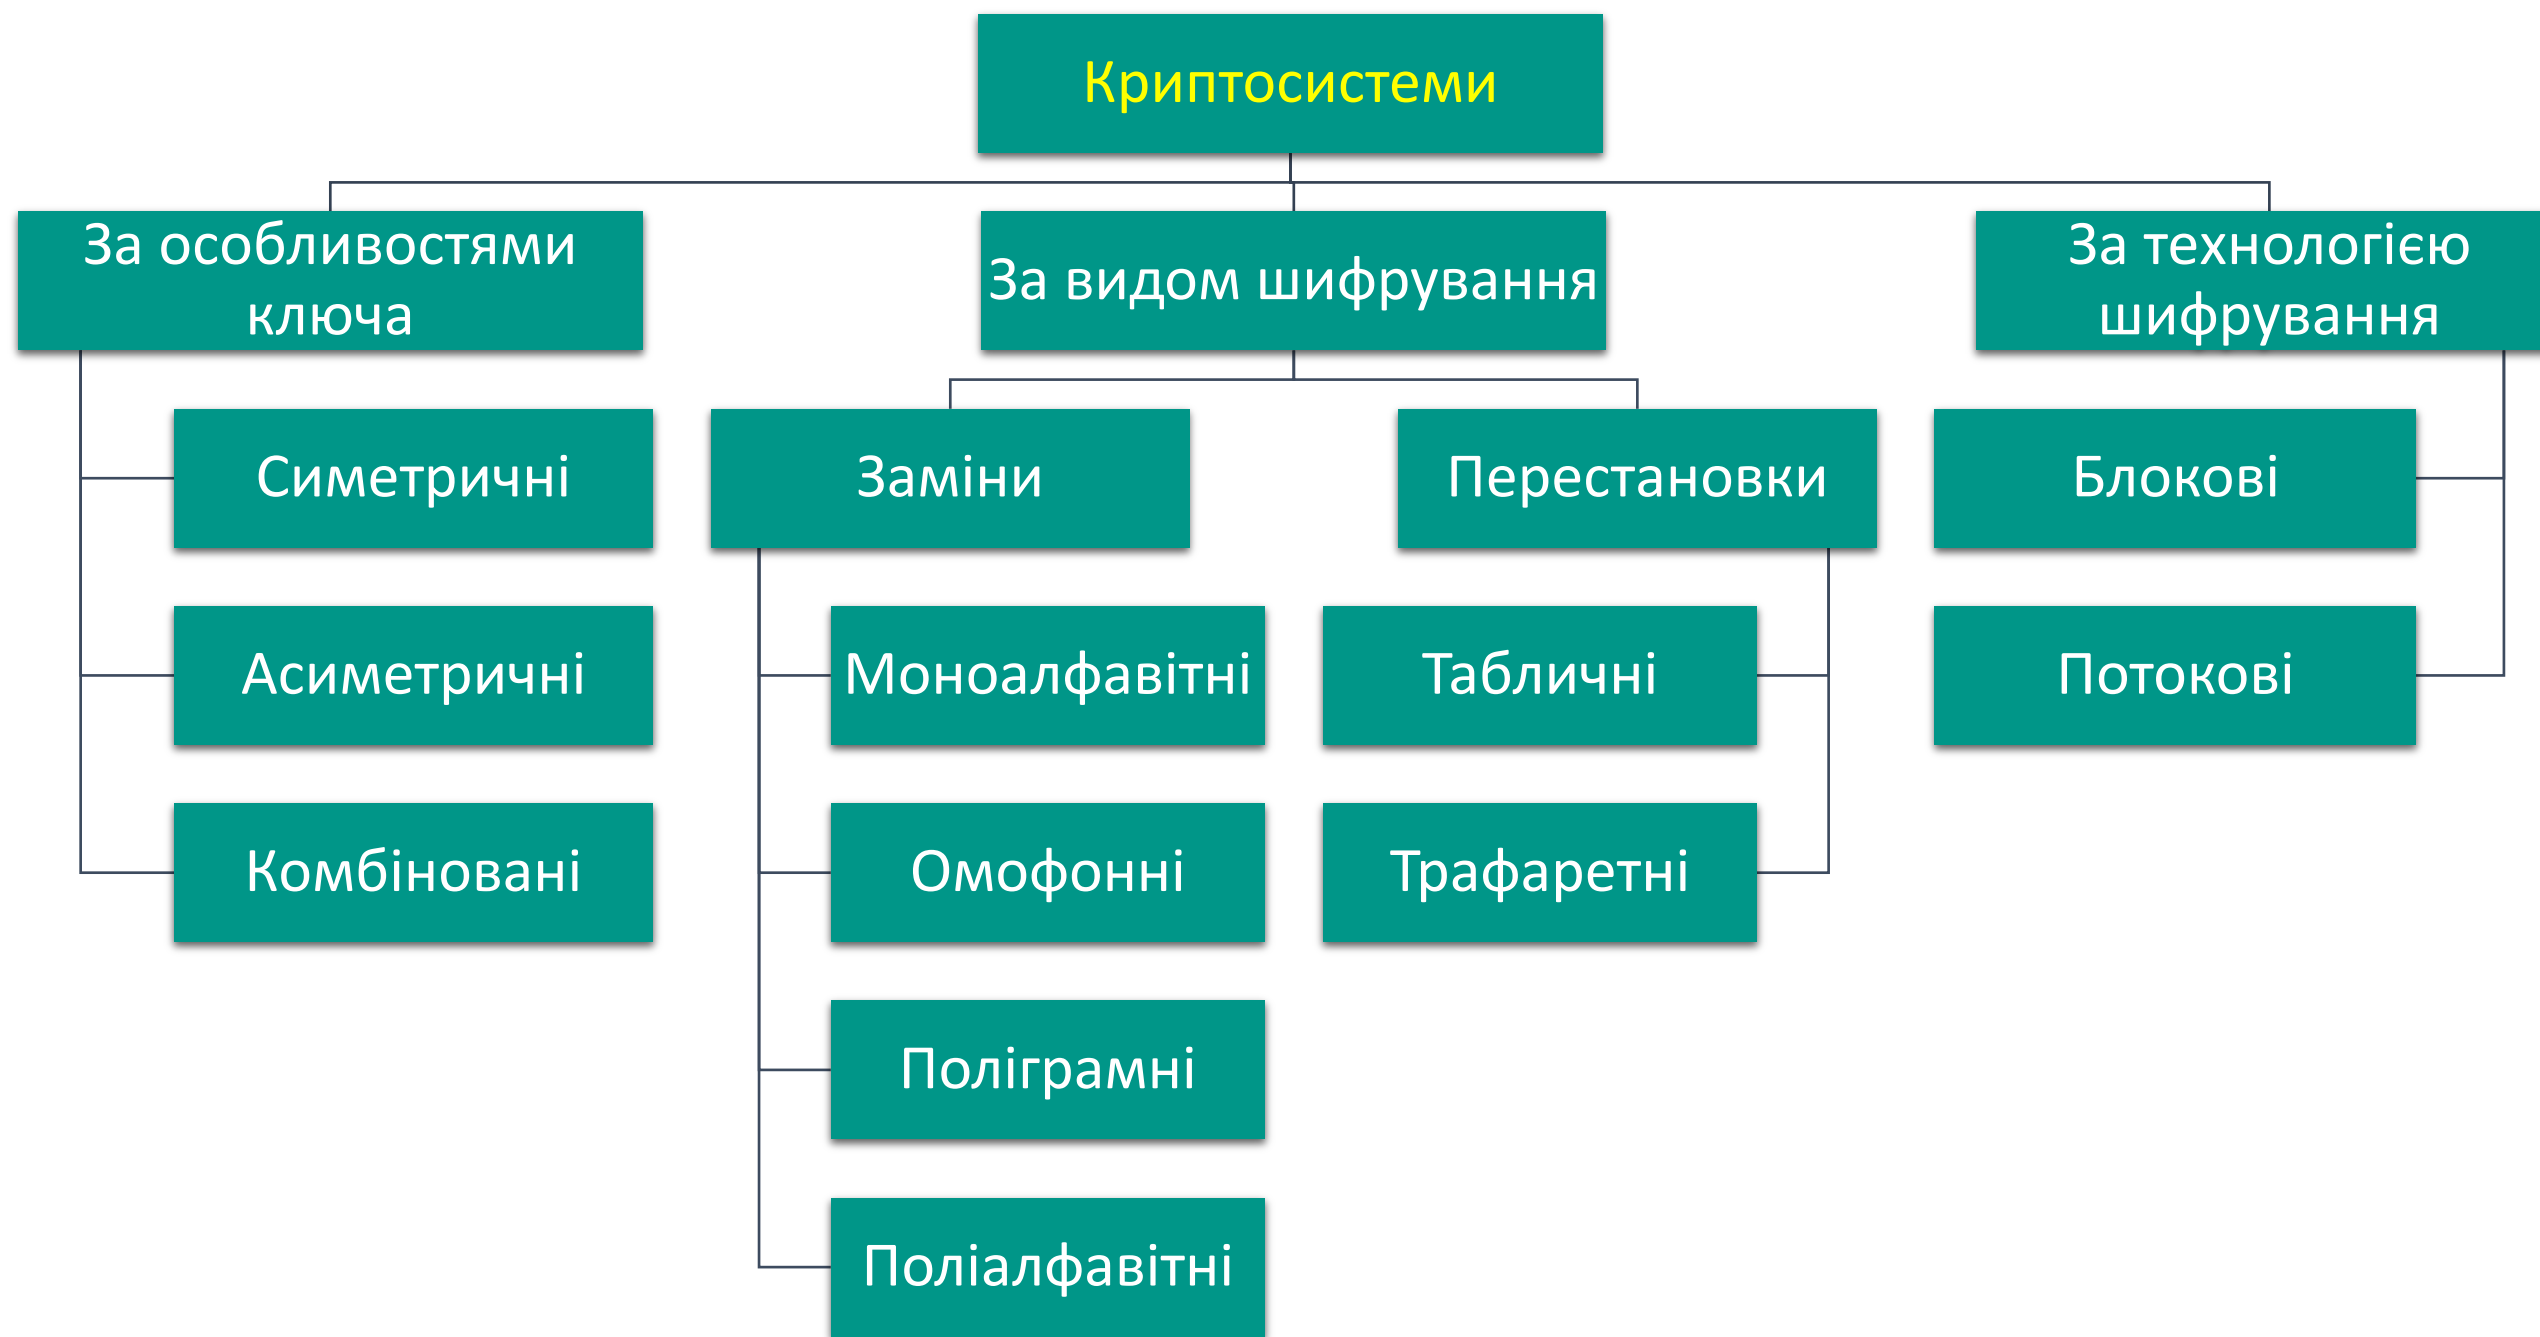 Криптосистеми
За особливостями
ключа
За видом шифрування
За технологією
шифрування
Симетричні
Заміни
Перестановки
Блокові
Асиметричні
Моноалфавітні
Табличні
Потокові
Комбіновані
Омофонні
Трафаретні
Поліграмні
Поліалфавітні